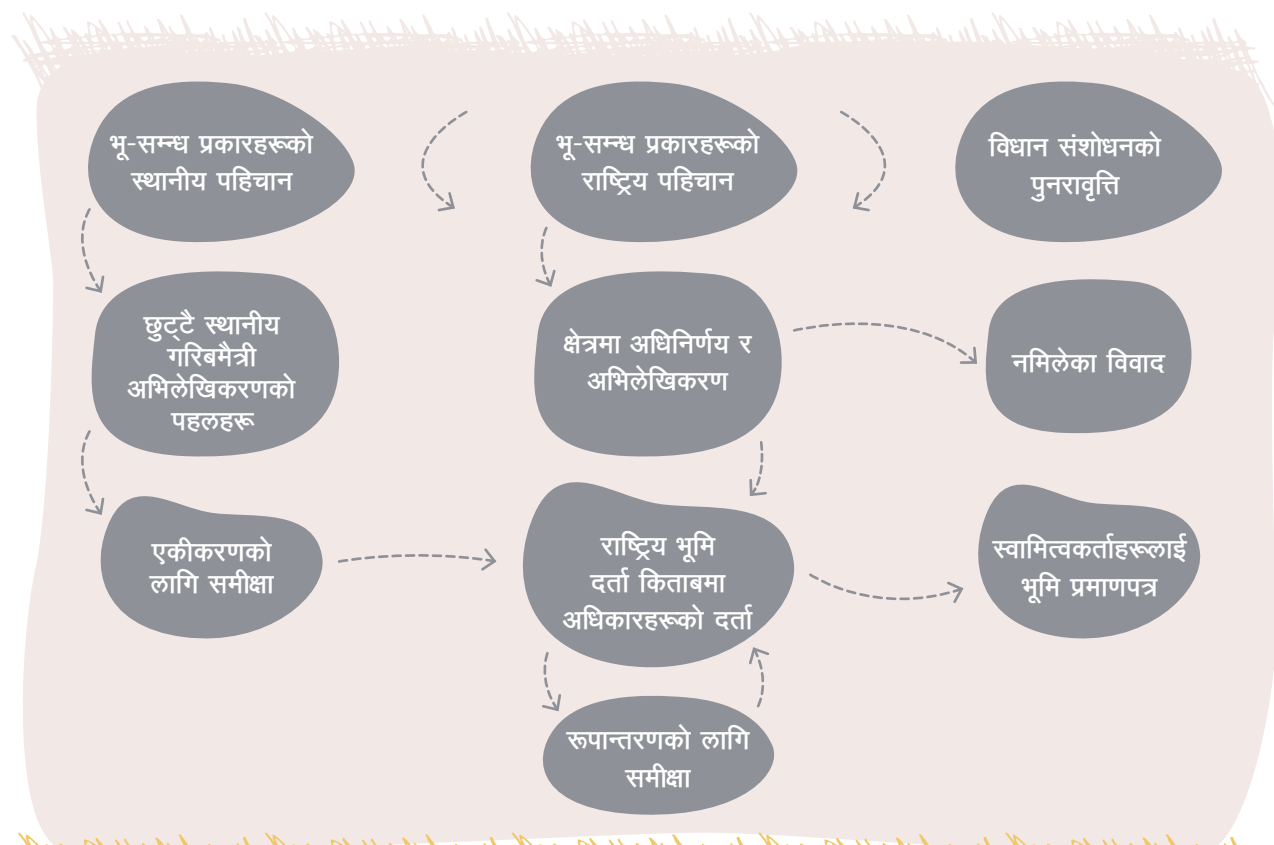 भू-सम्न्ध प्रकारहरूको
स्थानीय पहिचान
भू-सम्न्ध प्रकारहरूको
राष्ट्रिय पहिचान
विधान संशोधनको
पुनरावृत्ति
छुट्टै स्थानीय
गरिबमैत्री
अभिलेखिकरणको
पहलहरू
क्षेत्रमा अधिनिर्णय र
अभिलेखिकरण
नमिलेका विवाद
एकीकरणको
लागि समीक्षा
राष्ट्रिय भूमि
दर्ता किताबमा
अधिकारहरूको दर्ता
स्वामित्वकर्ताहरूलाई
भूमि प्रमाणपत्र
रूपान्तरणको लागि
समीक्षा